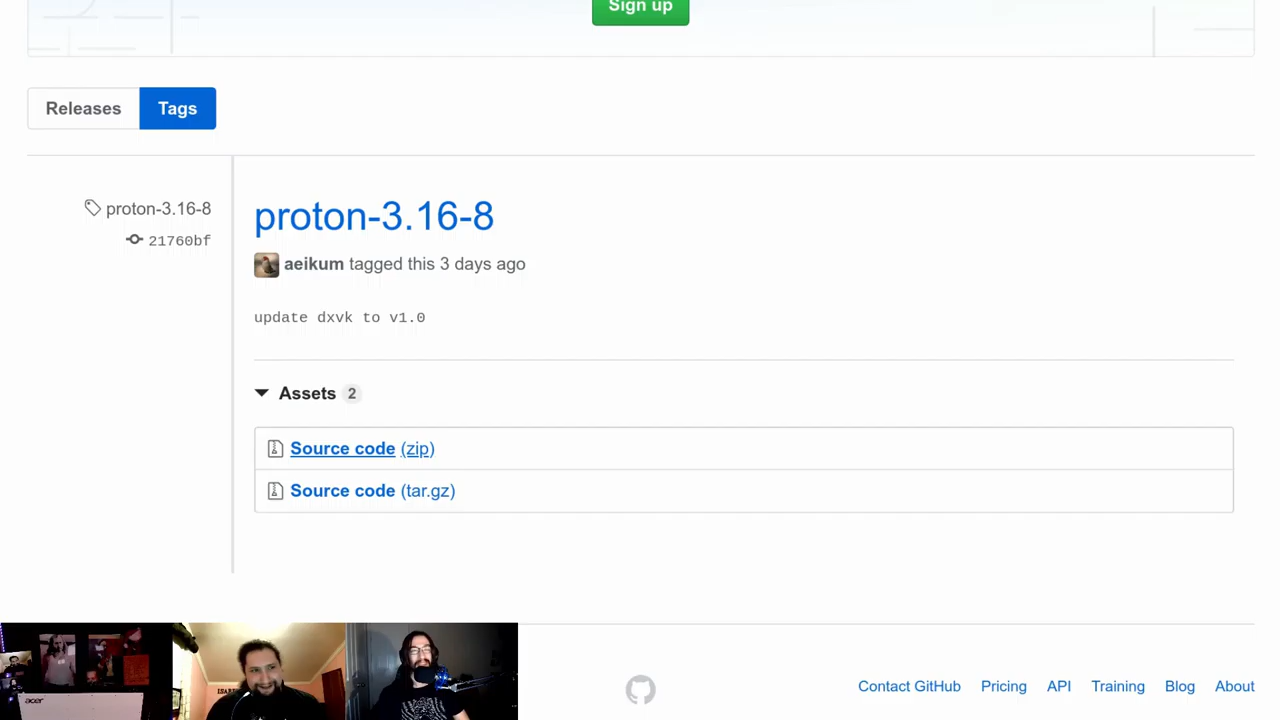 Sign up
Releases Tags
proton-3.16-8
21760bf
proton-3.16-8
aeikum tagged this 3 days ago
update dxvk to v1.0
Assets 2
Source code (zip)
Source code (tar.gz)
acer
Contact GitHub Pricing API Training Blog About